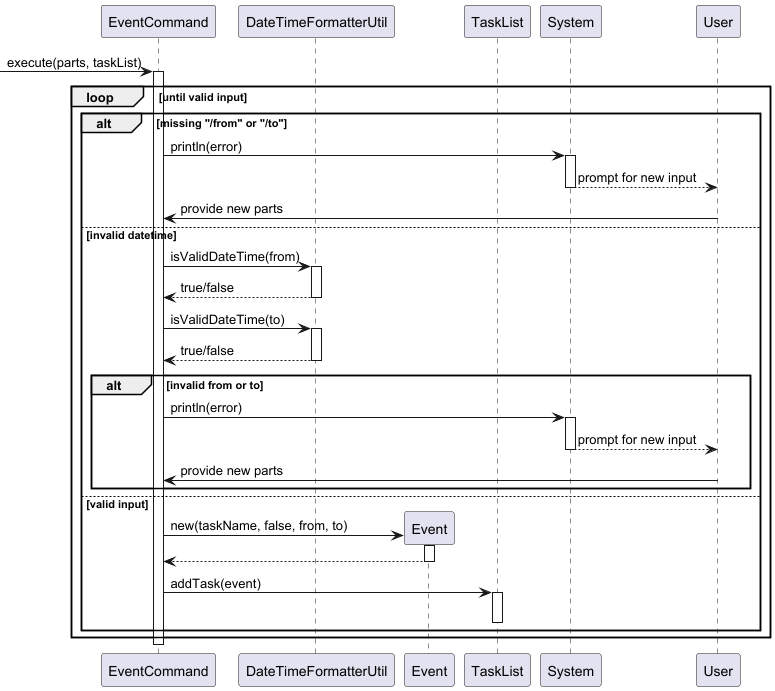 EventCommand DateTimeFormatterUtil TaskList System User
execute(parts, taskList)
loop [until valid input]
alt [missing "/from" or "/to"]
println(error)
prompt for new input
provide new parts
[invalid datetime]
isValidDateTime(from)
true/false
isValidDateTime(to)
true/false
alt [invalid from or to]
println(error)
prompt for new input
provide new parts
[valid input]
new(taskName, false, from, to) Event
addTask(event)
EventCommand DateTimeFormatterUtil Event TaskList System User